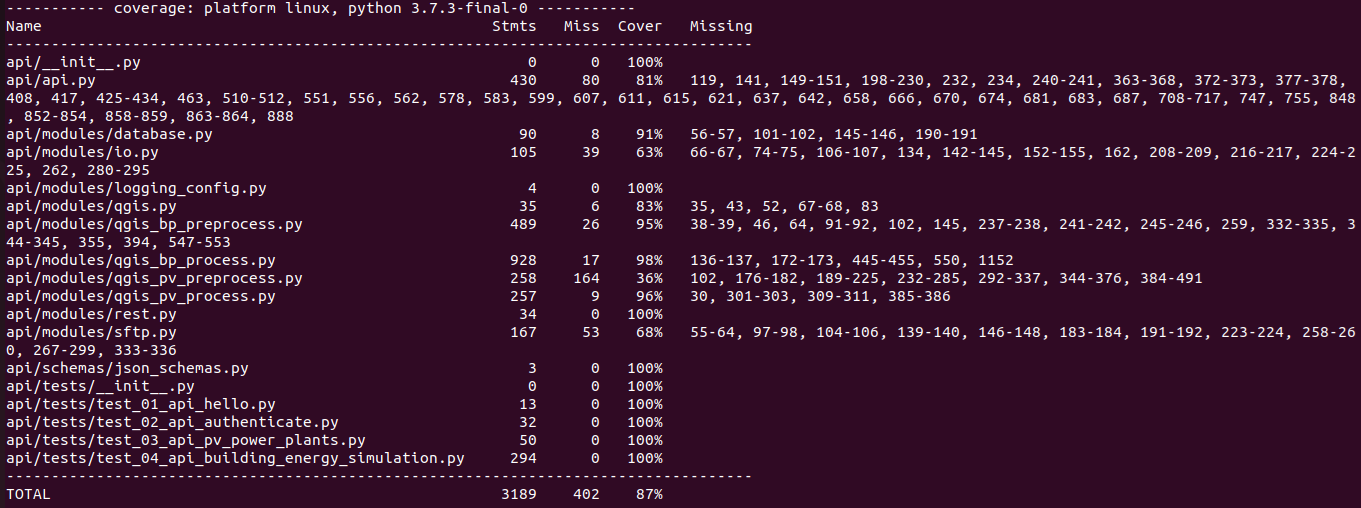 ----------- coverage: platform linux, python 3.7.3-final-0 -----------
Name                                                  Stmts   Miss  Cover   Missing
-----------------------------------------------------------------------------------
api/__init__.py                                           0      0   100%
api/api.py                                              430     80    81%   119, 141, 149-151, 198-230, 232, 234, 240-241, 363-368, 372-373, 377-378,
408, 417, 425-434, 463, 510-512, 551, 556, 562, 578, 583, 599, 607, 611, 615, 621, 637, 642, 658, 666, 670, 674, 681, 683, 687, 708-717, 747, 755, 848
, 852-854, 858-859, 863-864, 888
api/modules/database.py                                  90      8    91%   56-57, 101-102, 145-146, 190-191
api/modules/io.py                                       105     39    63%   66-67, 74-75, 106-107, 134, 142-145, 152-155, 162, 208-209, 216-217, 224-2
25, 262, 280-295
api/modules/logging_config.py                             4      0   100%
api/modules/qgis.py                                      35      6    83%   35, 43, 52, 67-68, 83
api/modules/qgis_bp_preprocess.py                       489     26    95%   38-39, 46, 64, 91-92, 102, 145, 237-238, 241-242, 245-246, 259, 332-335, 3
44-345, 355, 394, 547-553
api/modules/qgis_bp_process.py                          928     17    98%   136-137, 172-173, 445-455, 550, 1152
api/modules/qgis_pv_preprocess.py                       258    164    36%   102, 176-182, 189-225, 232-285, 292-337, 344-376, 384-491
api/modules/qgis_pv_process.py                          257      9    96%   30, 301-303, 309-311, 385-386
api/modules/rest.py                                      34      0   100%
api/modules/sftp.py                                     167     53    68%   55-64, 97-98, 104-106, 139-140, 146-148, 183-184, 191-192, 223-224, 258-26
0, 267-299, 333-336
api/schemas/json_schemas.py                               3      0   100%
api/tests/__init__.py                                     0      0   100%
api/tests/test_01_api_hello.py                           13      0   100%
api/tests/test_02_api_authenticate.py                    32      0   100%
api/tests/test_03_api_pv_power_plants.py                 50      0   100%
api/tests/test_04_api_building_energy_simulation.py     294      0   100%
-----------------------------------------------------------------------------------
TOTAL                                                  3189    402    87%